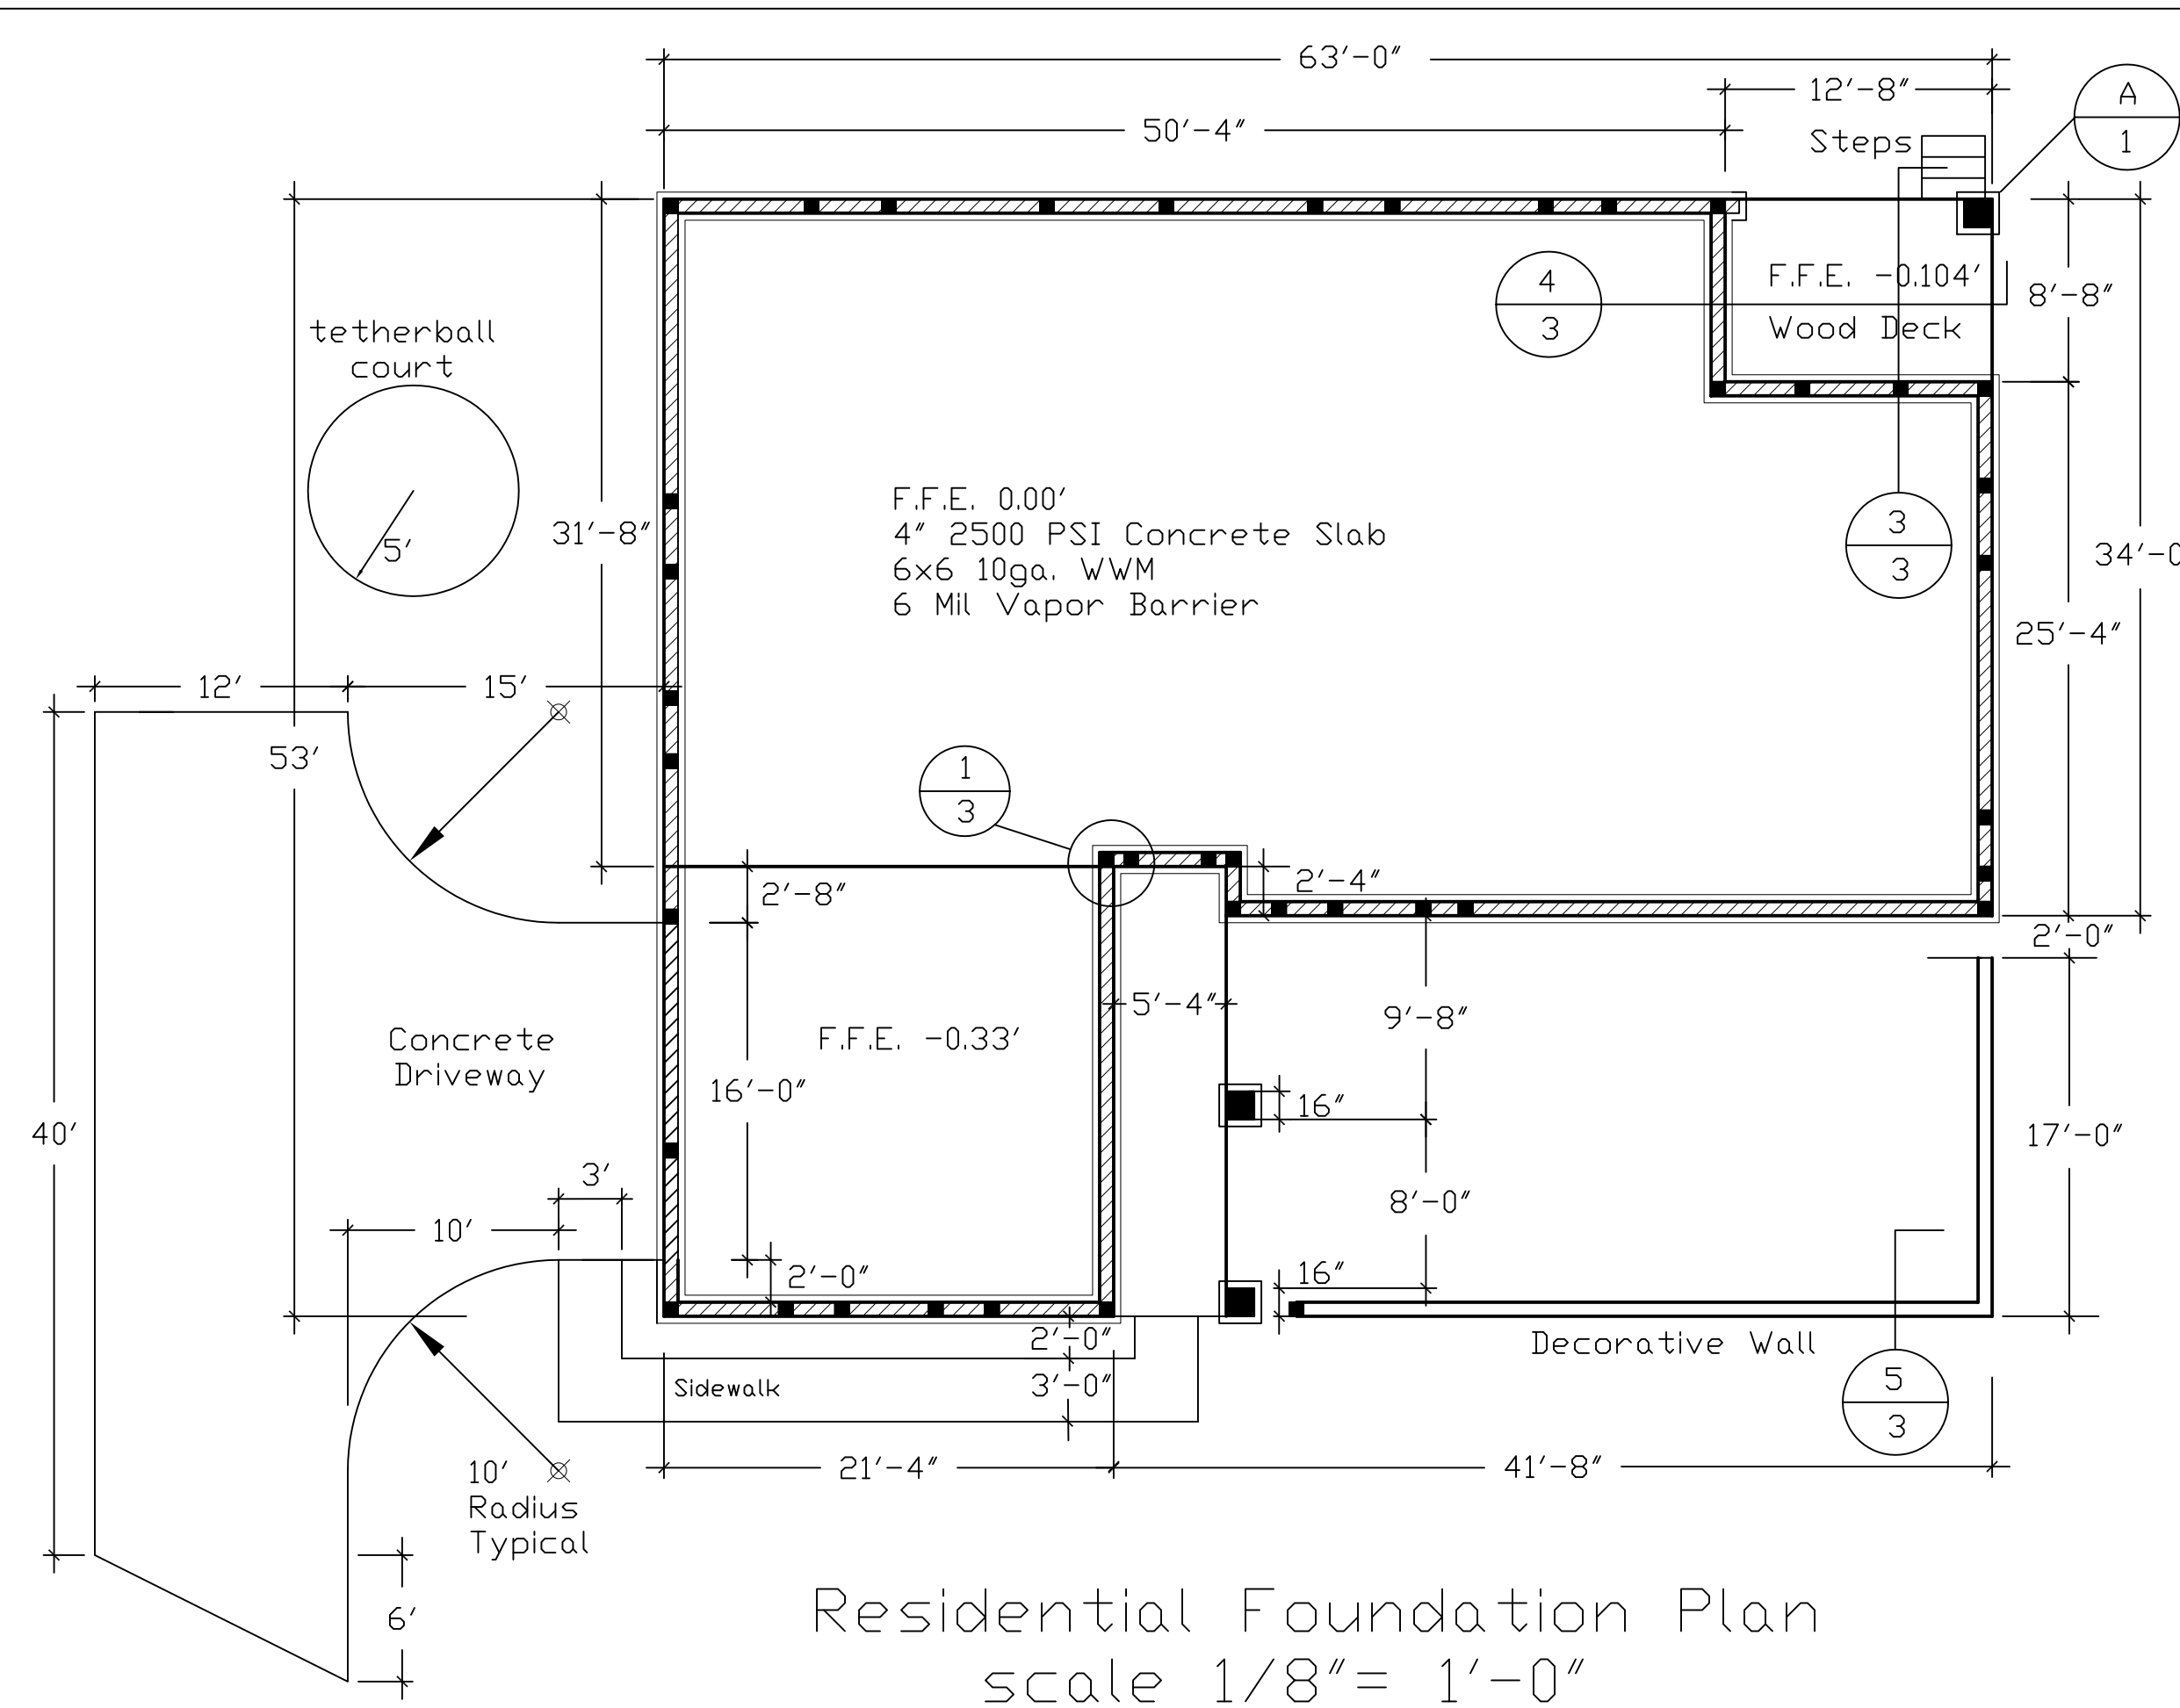 63'-0"
12'-8"
50'-4"
A
1
Steps
4
3
F.F.E. -0.104'
Wood Deck
8'-8"
tetherball
court
5'
31'-8"
F.F.E. 0.00'
4" 2500 PSI Concrete Slab
6x6 10ga. WWM
6 Mil Vapor Barrier
3
3
34'-0
25'-4"
12'
15'
53'
1
3
2'-8"
2'-4"
2'-0"
5'-4"
9'-8"
Concrete
Driveway
F.F.E. -0.33'
16'-0"
16"
40'
17'-0"
3'
8'-0"
10'
2'-0"
16"
2'-0"
Decorative Wall
Sidewalk
3'-0"
5
3
21'-4"
41'-8"
10'
Radius
Typical
6'
Residential Foundation Plan
scale 1/8"= 1'-0"